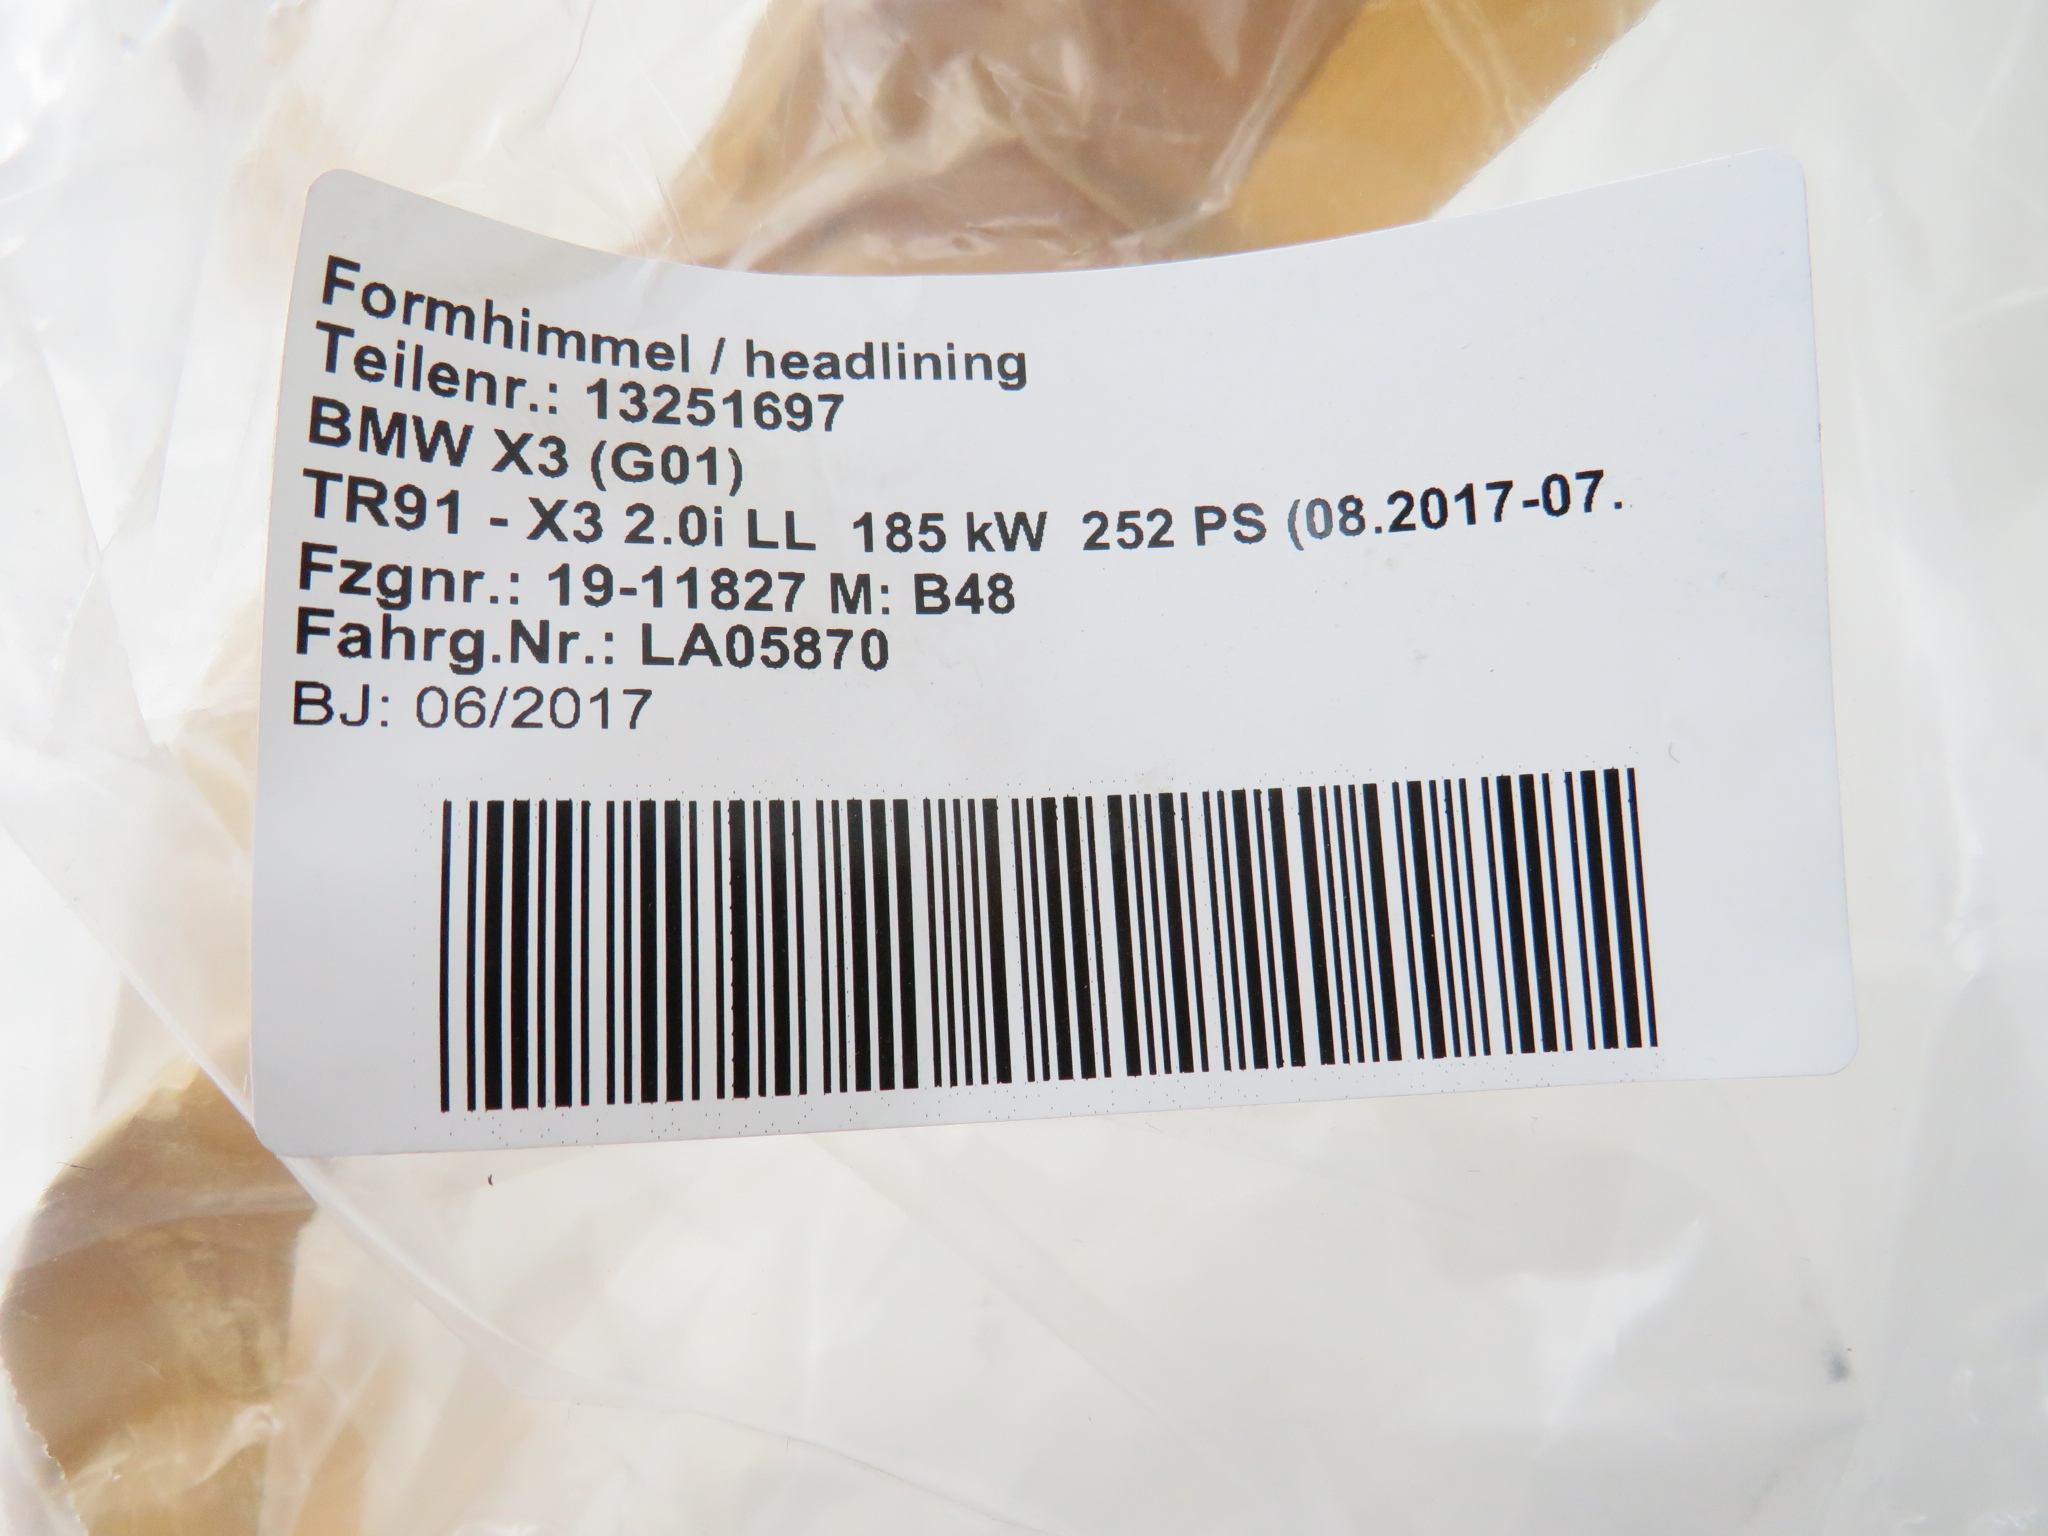 Formhimmel / headlining
Teilenr.: 13251697
BMW X3 (G01)
TR91 - X3 2.0i LL 185 kW 252 PS (08.2017-07.
Fzgnr.: 19-11827 M: B48
Fahrg.Nr.: LA05870
BJ: 06/2017